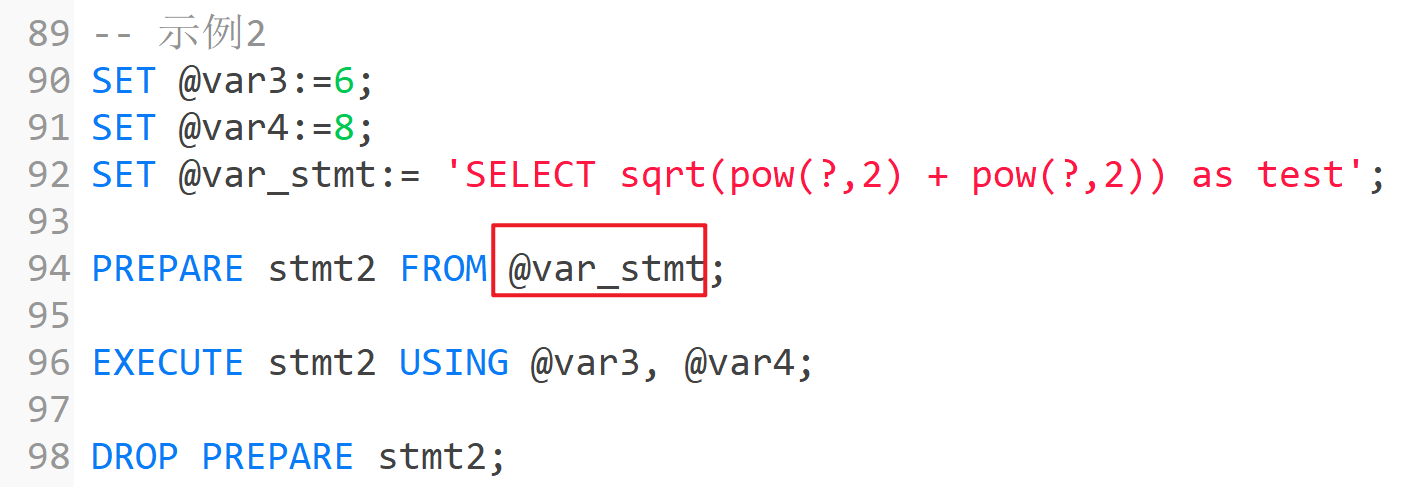 89 -- 示例2
90 SET @var3:=6;
91 SET @var4:=8;
92 SET @var_stmt:= 'SELECT sqrt(pow(?,2) + pow(?,2)) as test';
93
94 PREPARE stmt2 FROM @var_stmt;
95
96 EXECUTE stmt2 USING @var3, @var4;
97
98 DROP PREPARE stmt2;